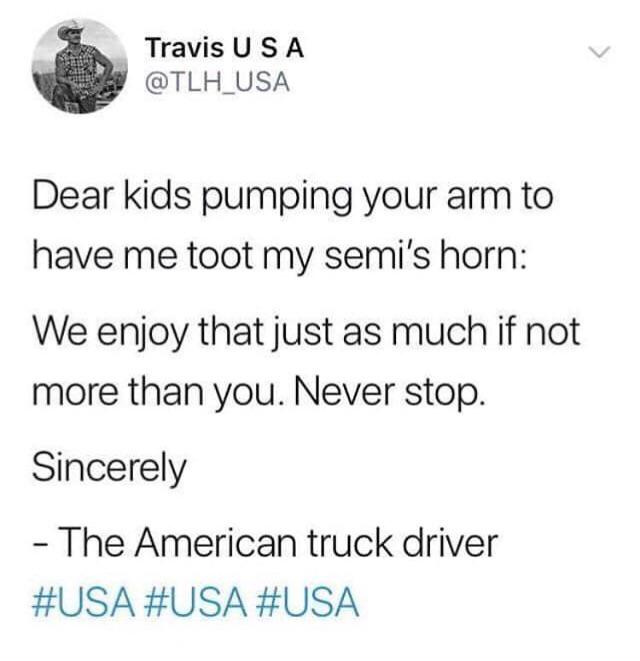 Travis U S A
@TLH_USA
Dear kids pumping your arm to
have me toot my semi's horn:
We enjoy that just as much if not
more than you. Never stop.
Sincerely
- The American truck driver
#USA #USA #USA